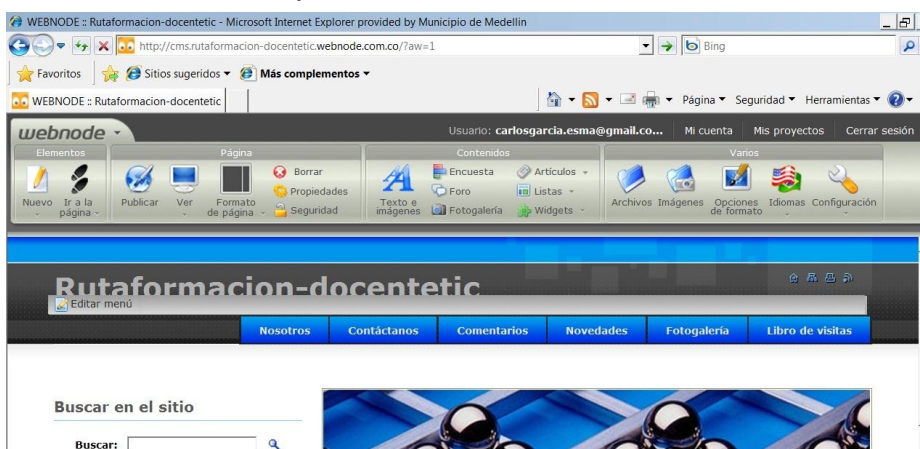 WEBNODE :: Rutaformacion-docentetic - Microsoft Internet Explorer provided by Municipio de Medellin
http://cms.rutaformacion-docentetic.webnode.com.co/?aw=1
Bing
Favoritos Sitios sugeridos Más complementos
WEBNODE :: Rutaformacion-docentetic Página Seguridad Herramientas
webnode Usuario: carlosgarcia.esma@gmail.co... Mi cuenta Mis proyectos Cerrar sesión
Elementos Página Contenidos Varios
Nuevo Ir a la página Publicar Ver Formato de página Borrar Propiedades Seguridad Texto e imágenes Encuesta Foro Fotogalería Artículos Listas Widgets Archivos Imágenes Opciones de formato Idiomas Configuración
Rutaformacion-docentetic
Editar menú
Nosotros Contáctanos Comentarios Novedades Fotogalería Libro de visitas
Buscar en el sitio
Buscar: